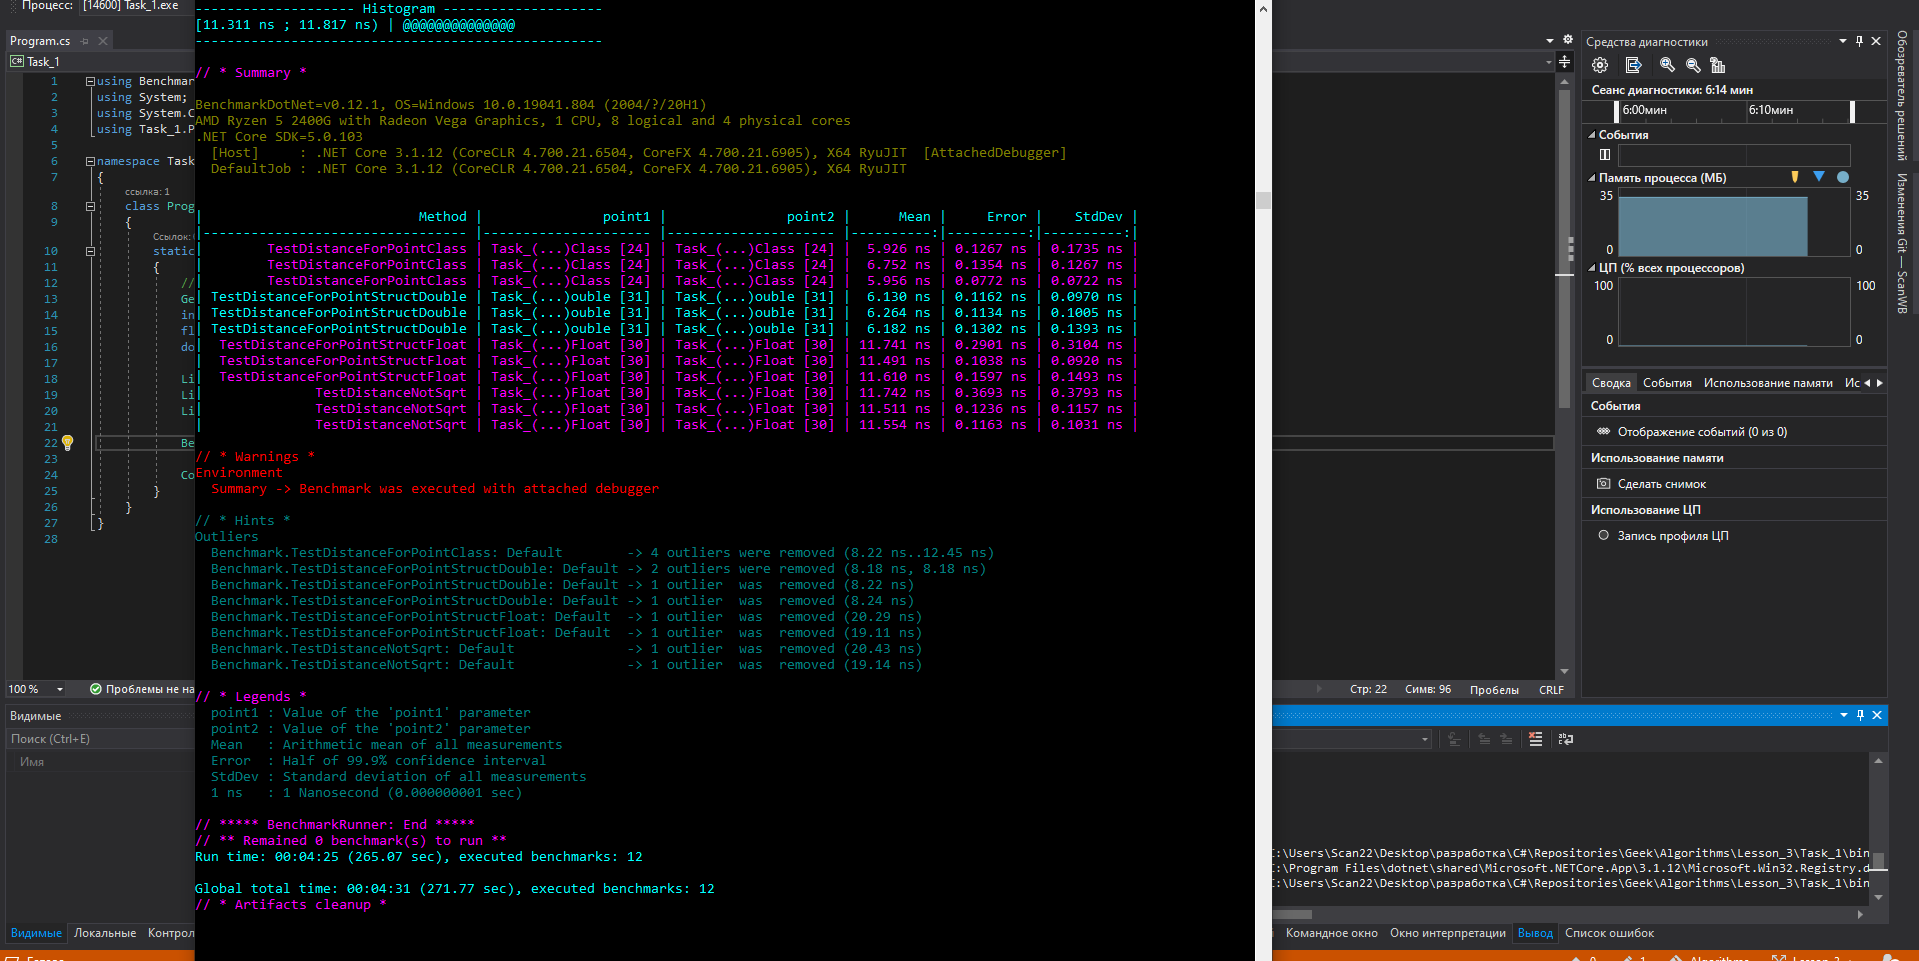 Процесс: [14600] Task_1.exe
Program.cs
Task_1
1 using Benchmar
2 using System;
3 using System.C
4 using Task_1.P
5
6 namespace Task
7 {
ссылка: 1
8 class Prog
9 {
Ссылок:
10 static
11 {
12 //
13 Ge
14 in
15 fl
16 do
17
18 Li
19 Li
20 Li
21
22 Be
23
24 Co
25 }
26 }
27 }
28
100 %
Проблемы не на
Видимые
Поиск (Ctrl+E)
Имя
Видимые Локальные Контрол
-------------------- Histogram --------------------
[11.311 ns ; 11.817 ns) | @@@@@@@@@@@@@@
---------------------------------------------------
// * Summary *
BenchmarkDotNet=v0.12.1, OS=Windows 10.0.19041.804 (2004/?/20H1)
AMD Ryzen 5 2400G with Radeon Vega Graphics, 1 CPU, 8 logical and 4 physical cores
.NET Core SDK=5.0.103
[Host]     : .NET Core 3.1.12 (CoreCLR 4.700.21.6504, CoreFX 4.700.21.6905), X64 RyuJIT  [AttachedDebugger]
DefaultJob : .NET Core 3.1.12 (CoreCLR 4.700.21.6504, CoreFX 4.700.21.6905), X64 RyuJIT
| Method | point1 | point2 | Mean | Error | StdDev |
|--------------------------------- |--------------------- |--------------------- |----------:|----------:|----------:|
| TestDistanceForPointClass | Task_(...)Class [24] | Task_(...)Class [24] | 5.926 ns | 0.1267 ns | 0.1735 ns |
| TestDistanceForPointClass | Task_(...)Class [24] | Task_(...)Class [24] | 6.752 ns | 0.1354 ns | 0.1267 ns |
| TestDistanceForPointClass | Task_(...)Class [24] | Task_(...)Class [24] | 5.956 ns | 0.0772 ns | 0.0722 ns |
| TestDistanceForPointStructDouble | Task_(...)ouble [31] | Task_(...)ouble [31] | 6.130 ns | 0.1162 ns | 0.0970 ns |
| TestDistanceForPointStructDouble | Task_(...)ouble [31] | Task_(...)ouble [31] | 6.264 ns | 0.1134 ns | 0.1005 ns |
| TestDistanceForPointStructDouble | Task_(...)ouble [31] | Task_(...)ouble [31] | 6.182 ns | 0.1302 ns | 0.1393 ns |
| TestDistanceForPointStructFloat | Task_(...)Float [30] | Task_(...)Float [30] | 11.741 ns | 0.2901 ns | 0.3104 ns |
| TestDistanceForPointStructFloat | Task_(...)Float [30] | Task_(...)Float [30] | 11.491 ns | 0.1038 ns | 0.0920 ns |
| TestDistanceForPointStructFloat | Task_(...)Float [30] | Task_(...)Float [30] | 11.610 ns | 0.1597 ns | 0.1493 ns |
| TestDistanceNotSqrt | Task_(...)Float [30] | Task_(...)Float [30] | 11.742 ns | 0.3693 ns | 0.3793 ns |
| TestDistanceNotSqrt | Task_(...)Float [30] | Task_(...)Float [30] | 11.511 ns | 0.1236 ns | 0.1157 ns |
| TestDistanceNotSqrt | Task_(...)Float [30] | Task_(...)Float [30] | 11.554 ns | 0.1163 ns | 0.1031 ns |
// * Warnings *
Environment
Summary -> Benchmark was executed with attached debugger
// * Hints *
Outliers
Benchmark.TestDistanceForPointClass: Default        -> 4 outliers were removed (8.22 ns..12.45 ns)
Benchmark.TestDistanceForPointStructDouble: Default -> 2 outliers were removed (8.18 ns, 8.18 ns)
Benchmark.TestDistanceForPointStructDouble: Default -> 1 outlier  was  removed (8.22 ns)
Benchmark.TestDistanceForPointStructDouble: Default -> 1 outlier  was  removed (8.24 ns)
Benchmark.TestDistanceForPointStructFloat: Default  -> 1 outlier  was  removed (20.29 ns)
Benchmark.TestDistanceForPointStructFloat: Default  -> 1 outlier  was  removed (19.11 ns)
Benchmark.TestDistanceNotSqrt: Default              -> 1 outlier  was  removed (20.43 ns)
Benchmark.TestDistanceNotSqrt: Default              -> 1 outlier  was  removed (19.14 ns)
// * Legends *
point1 : Value of the 'point1' parameter
point2 : Value of the 'point2' parameter
Mean   : Arithmetic mean of all measurements
Error  : Half of 99.9% confidence interval
StdDev : Standard deviation of all measurements
1 ns   : 1 Nanosecond (0.000000001 sec)
// ***** BenchmarkRunner: End *****
// ** Remained 0 benchmark(s) to run **
Run time: 00:04:25 (265.07 sec), executed benchmarks: 12
Global total time: 00:04:31 (271.77 sec), executed benchmarks: 12
// * Artifacts cleanup *
Стр: 22 Симв: 96 Пробелы CRLF
:\Users\Scan22\Desktop\разработка\C#\Repositories\Geek\Algorithms\Lesson_3\Task_1\bin
:\Program Files\dotnet\shared\Microsoft.NETCore.App\3.1.12\Microsoft.Win32.Registry.d
:\Users\Scan22\Desktop\разработка\C#\Repositories\Geek\Algorithms\Lesson_3\Task_1\bin
Командное окно Окно интерпретации Вывод Список ошибок
Средства диагностики
Сеанс диагностики: 6:14 мин
6:00мин 6:10мин
События
Память процесса (МБ)
35 35
0 0
ЦП (% всех процессоров)
100 100
0 0
Сводка События Использование памяти Ис
События
Отображение событий (0 из 0)
Использование памяти
Сделать снимок
Использование ЦП
Запись профиля ЦП
Обозреватель решений
Изменения Git — ScanWB